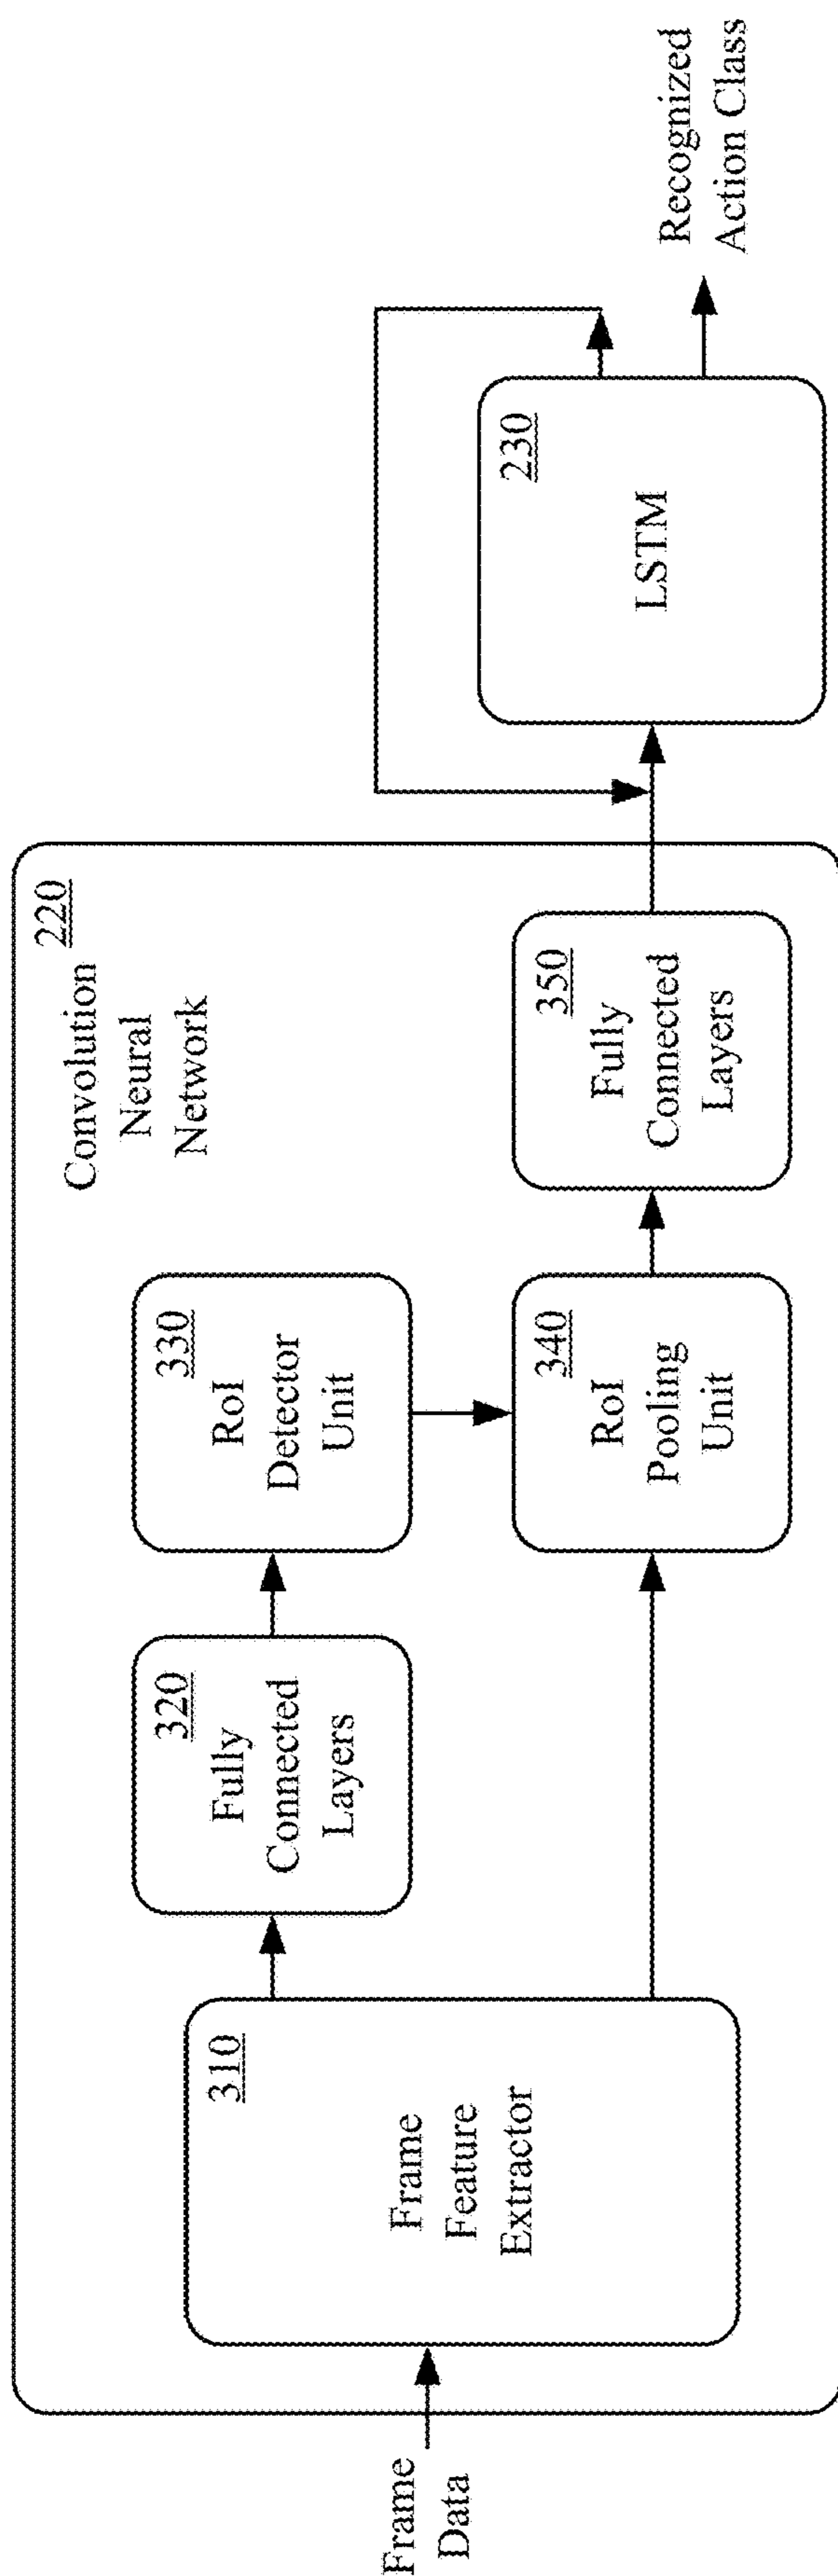 Frame
Data
310
Frame
Feature
Extractor
320
Fully
Connected
Layers
330
RoI
Detector
Unit
340
RoI
Pooling
Unit
220
Convolution
Neural
Network
350
Fully
Connected
Layers
230
LSTM
Recognized
Action Class